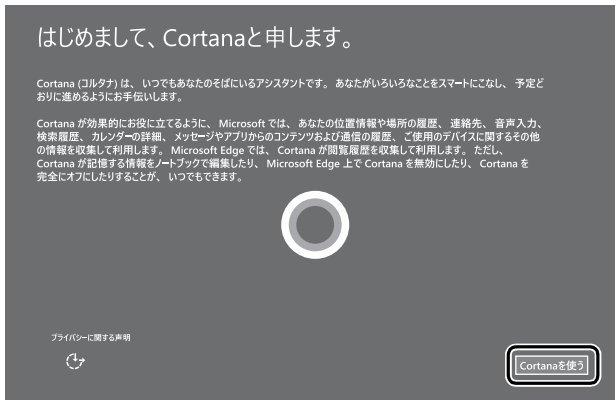 はじめまして、Cortanaと申します。
Cortana (コルタナ) は、いつでもあなたのそばにいるアシスタントです。あなたがいろいろなことをスマートにこなし、予定ど
おりに進めるようにお手伝いします。
Cortana が効果的にお役に立てるように、Microsoft では、あなたの位置情報や場所の履歴、連絡先、音声入力、
検索履歴、カレンダーの詳細、メッセージやアプリからのコンテンツおよび通信の履歴、ご使用のデバイスに関するその他
の情報を収集して利用します。Microsoft Edge では、Cortana が閲覧履歴を収集して利用します。ただし、
Cortana が記憶する情報をノートブックで編集したり、Microsoft Edge 上で Cortana を無効にしたり、Cortana を
完全にオフにしたりすることが、いつでもできます。
プライバシーに関する声明
Cortanaを使う